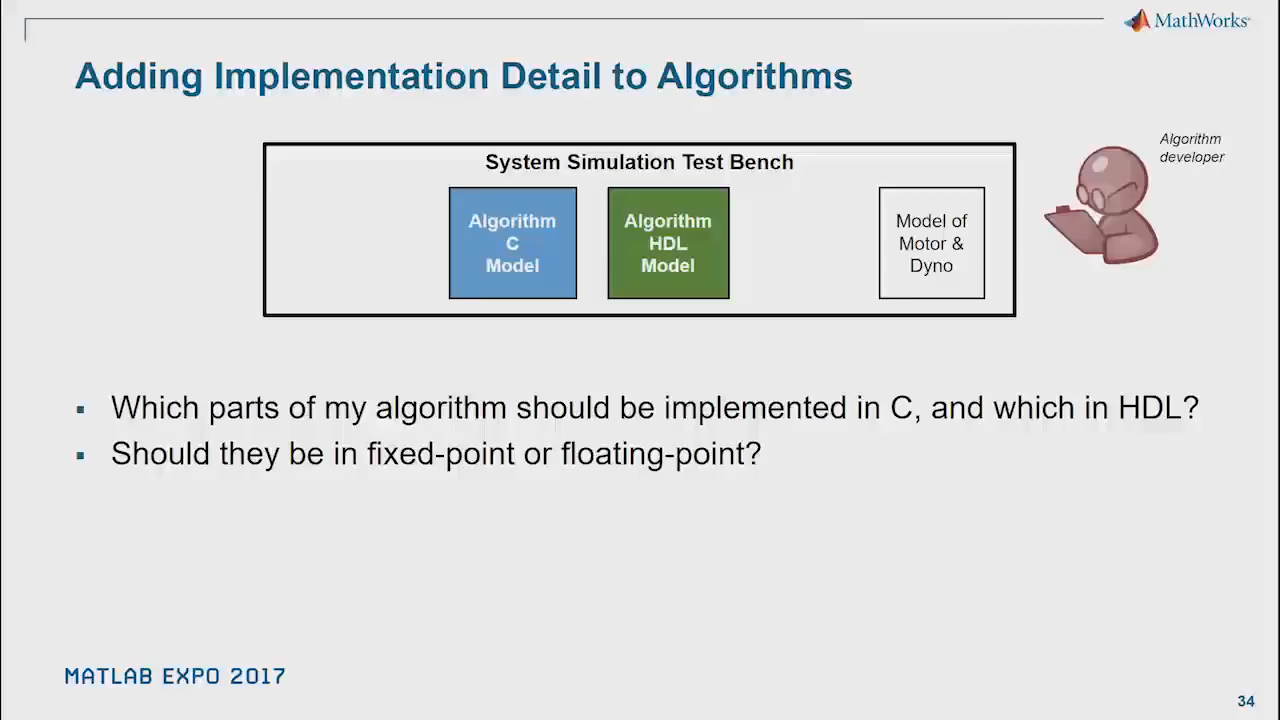 MathWorks
Adding Implementation Detail to Algorithms
Algorithm
developer
System Simulation Test Bench
Algorithm
C
Model
Algorithm
HDL
Model
Model of
Motor &
Dyno
▪ Which parts of my algorithm should be implemented in C, and which in HDL?
▪ Should they be in fixed-point or floating-point?
MATLAB EXPO 2017
34